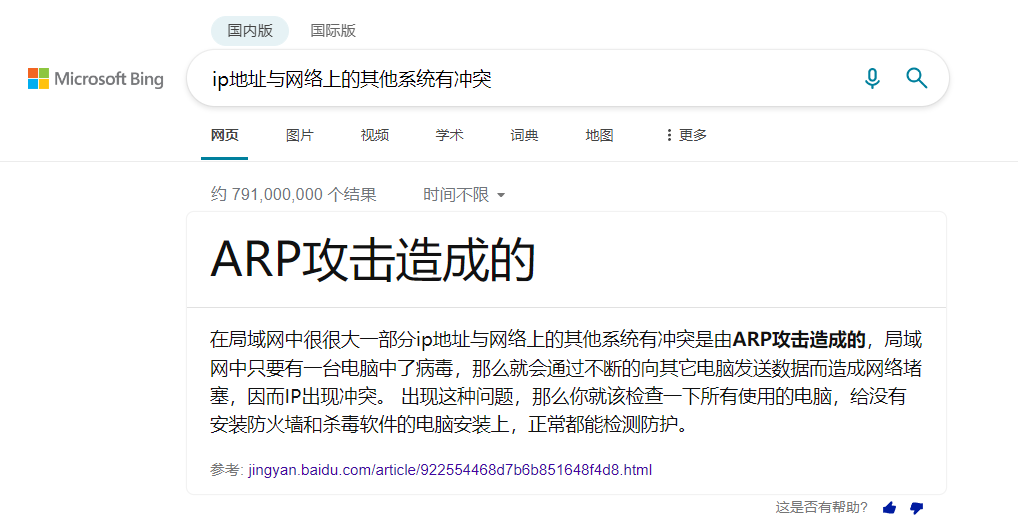 国内版 国际版
Microsoft Bing
ip地址与网络上的其他系统有冲突
网页 图片 视频 学术 词典 地图 更多
约 791,000,000 个结果 时间不限
ARP攻击造成的
在局域网中很很大一部分ip地址与网络上的其他系统有冲突是由ARP攻击造成的，局域
网中只要有一台电脑中了病毒，那么就会通过不断的向其它电脑发送数据而造成网络堵
塞，因而IP出现冲突。 出现这种问题，那么你就该检查一下所有使用的电脑，给没有
安装防火墙和杀毒软件的电脑安装上，正常都能检测防护。
参考: jingyan.baidu.com/article/922554468d7b6b851648f4d8.html
这是否有帮助?